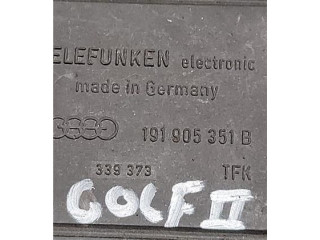 ELEFUNKEN electronic
made in Germany
191 905 351 B
339 373 TFK
GOLF II